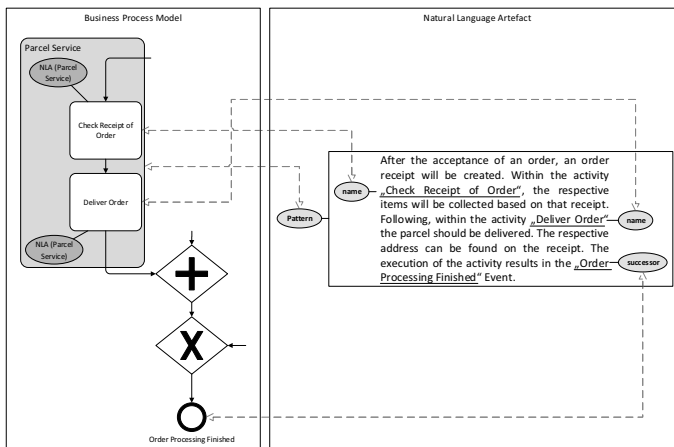 Business Process Model
Natural Language Artefact
Parcel Service
NLA (Parcel
Service)
Check Receipt of
Order
Deliver Order
NLA (Parcel
Service)
Order Processing Finished
After the acceptance of an order, an order
receipt will be created. Within the activity
„Check Receipt of Order“, the respective
items will be collected based on that receipt.
Following, within the activity „Deliver Order“
the parcel should be delivered. The respective
address can be found on the receipt. The
execution of the activity results in the „Order
Processing Finished“ Event.
name
Pattern
name
successor